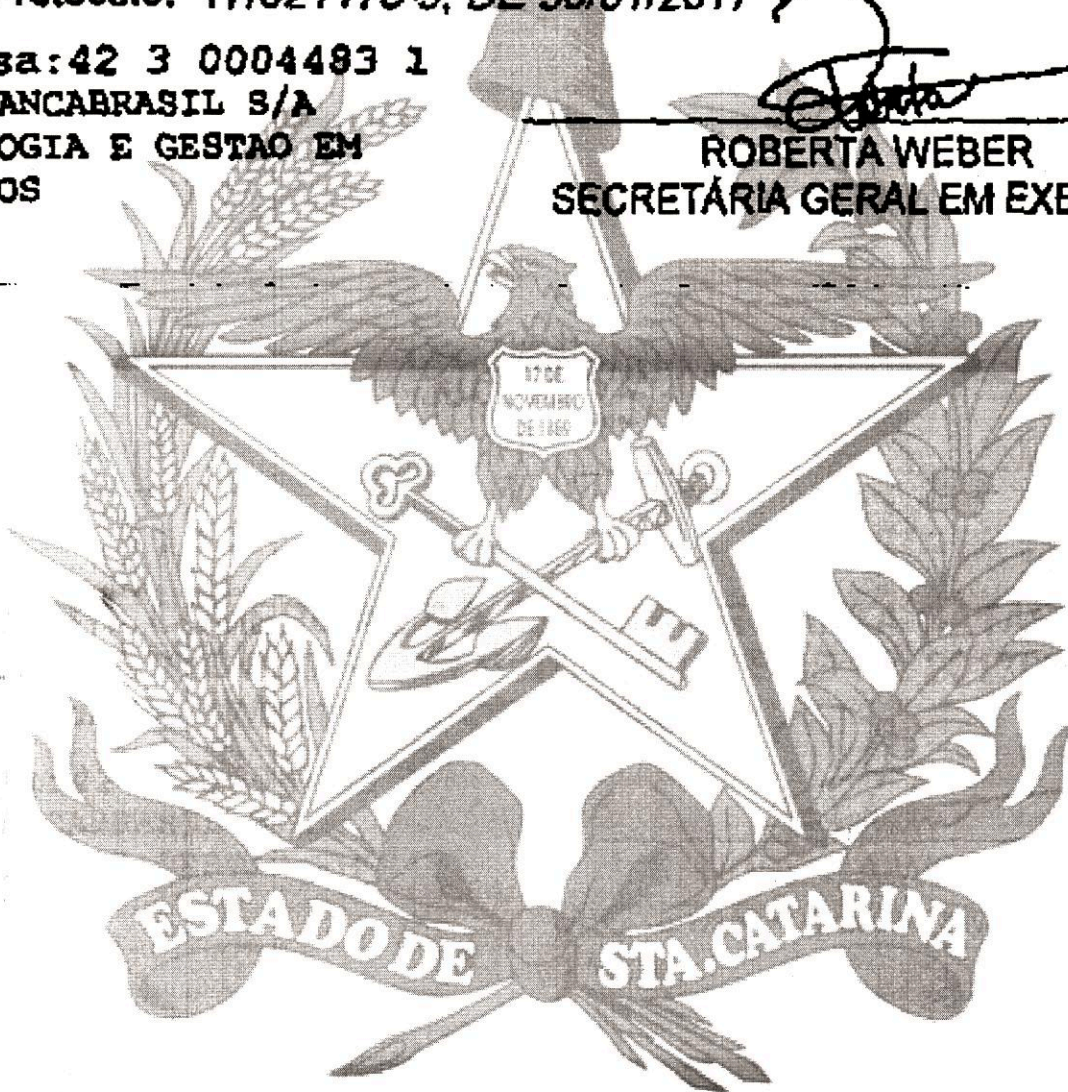 sa:42 3 0004483 1
ANCABRASIL S/A
OGIA E GESTAO EM
OS
ROBERTA WEBER
SECRETÁRIA GERAL EM EXE
17 DE
NOVEMBRO
DE 1889
ESTADO DE STA.CATARINA